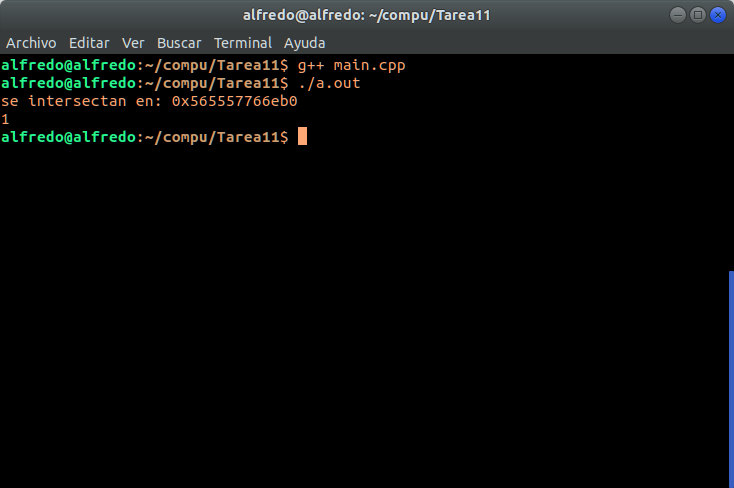 alfredo@alfredo: ~/compu/Tarea11
Archivo Editar Ver Buscar Terminal Ayuda
alfredo@alfredo:~/compu/Tarea11$ g++ main.cpp
alfredo@alfredo:~/compu/Tarea11$ ./a.out
se intersectan en: 0x565557766eb0
1
alfredo@alfredo:~/compu/Tarea11$